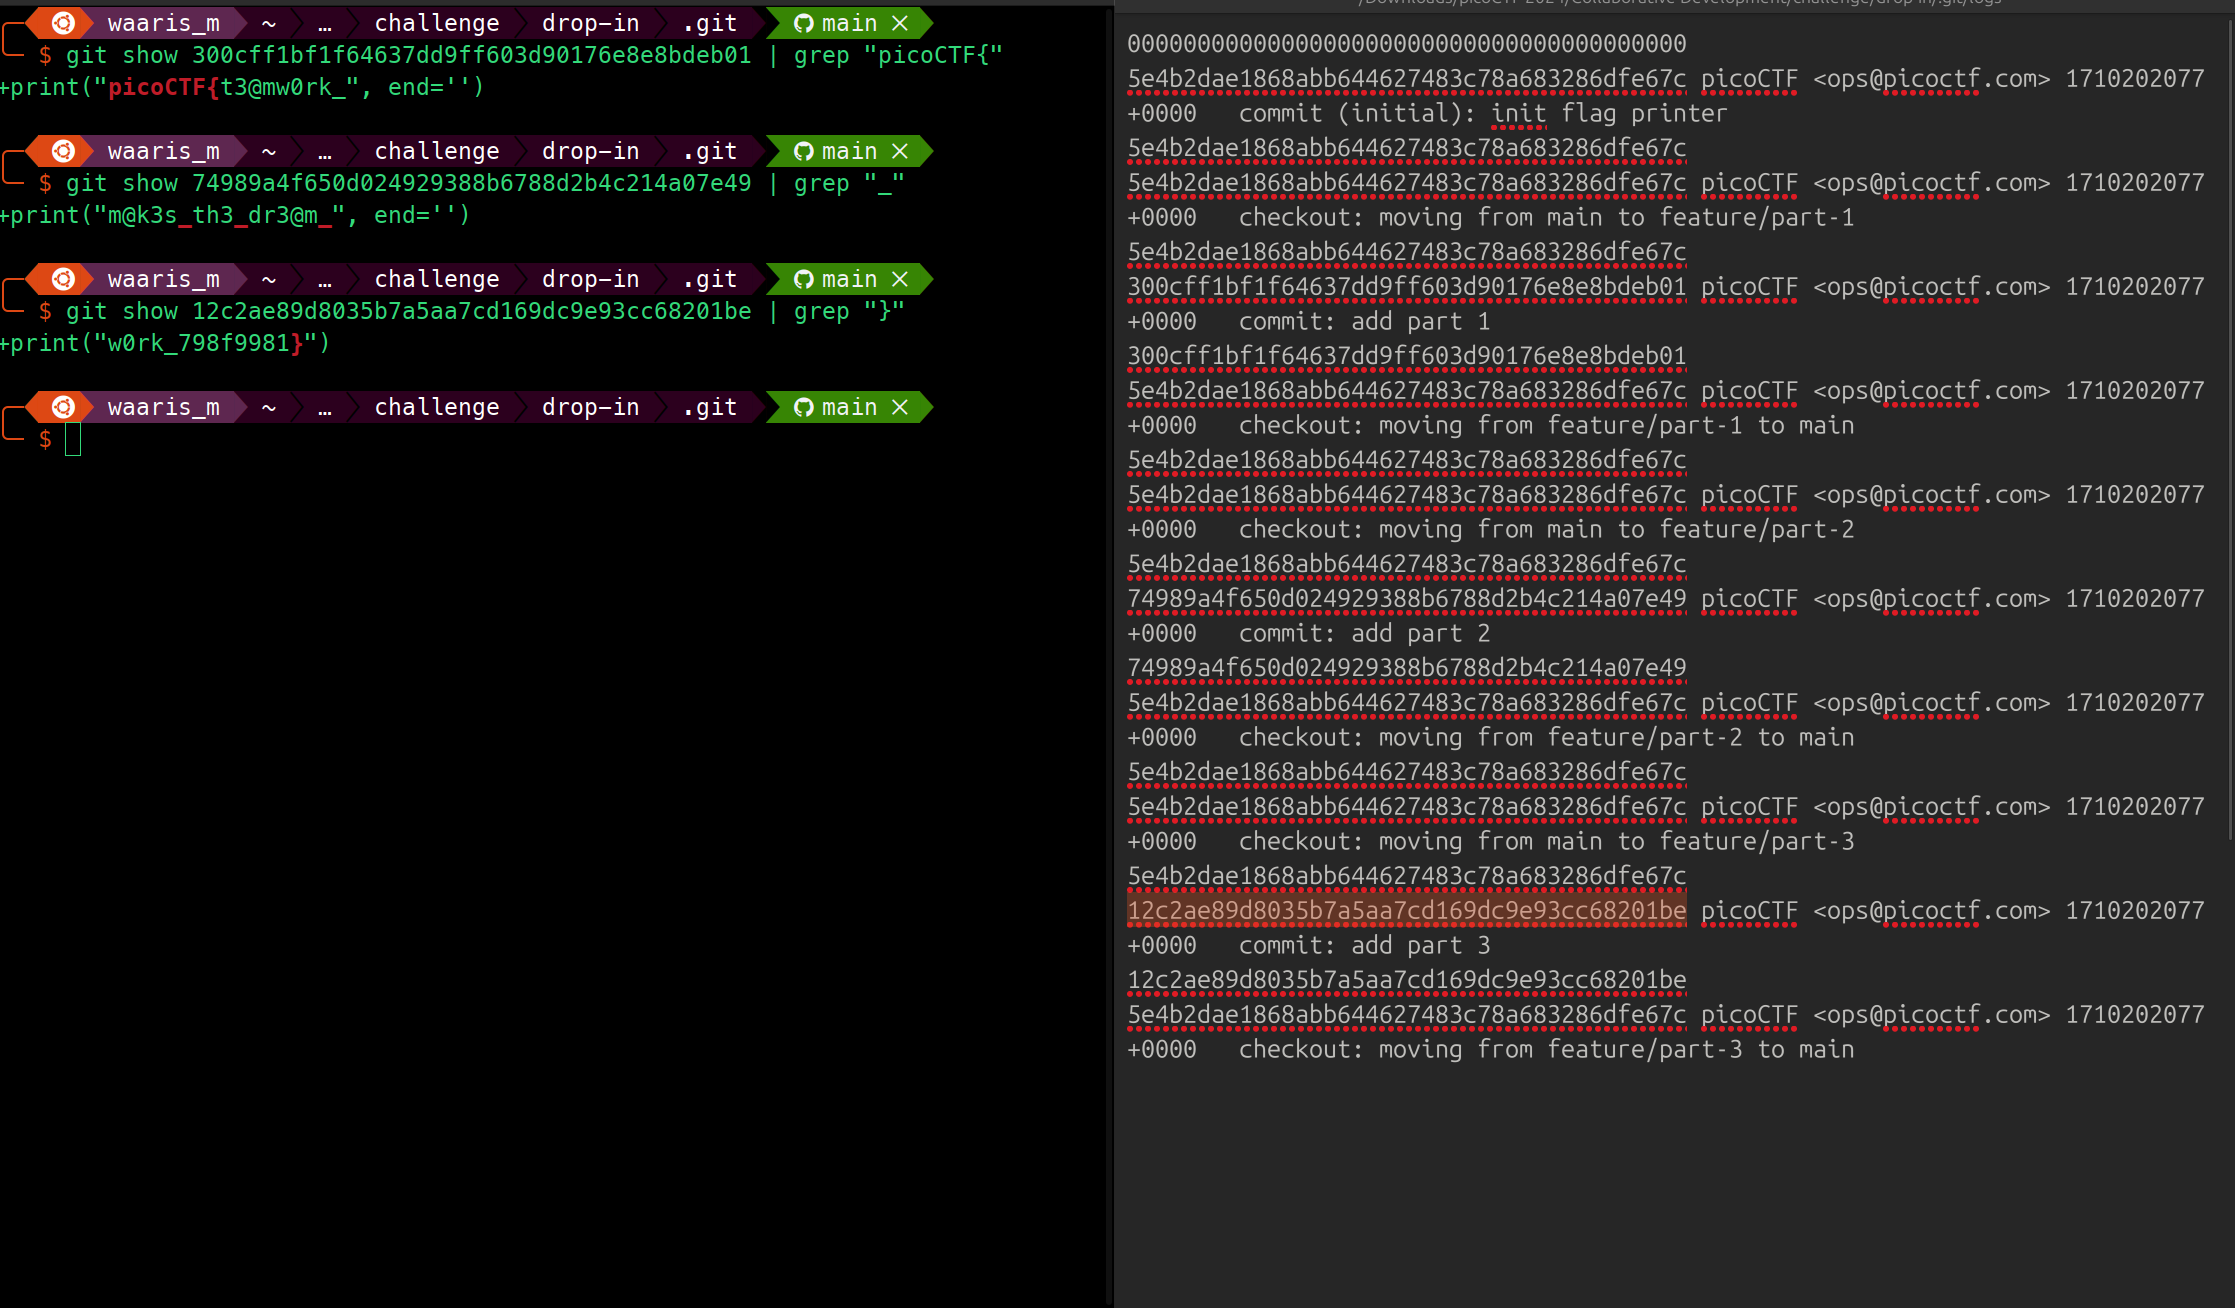 waaris_m ~ … challenge drop-in .git main ×
$ git show 300cff1bf1f64637dd9ff603d90176e8e8bdeb01 | grep "picoCTF{"
+print("picoCTF{t3@mw0rk_", end='')
waaris_m ~ … challenge drop-in .git main ×
$ git show 74989a4f650d024929388b6788d2b4c214a07e49 | grep "_"
+print("m@k3s_th3_dr3@m_", end='')
waaris_m ~ … challenge drop-in .git main ×
$ git show 12c2ae89d8035b7a5aa7cd169dc9e93cc68201be | grep "}"
+print("w0rk_798f9981}")
waaris_m ~ … challenge drop-in .git main ×
$
/Downloads/picoCTF 2024/Collaborative Development/challenge/drop-in/.git/logs
0000000000000000000000000000000000000000
5e4b2dae1868abb644627483c78a683286dfe67c picoCTF <ops@picoctf.com> 1710202077
+0000 commit (initial): init flag printer
5e4b2dae1868abb644627483c78a683286dfe67c
5e4b2dae1868abb644627483c78a683286dfe67c picoCTF <ops@picoctf.com> 1710202077
+0000 checkout: moving from main to feature/part-1
5e4b2dae1868abb644627483c78a683286dfe67c
300cff1bf1f64637dd9ff603d90176e8e8bdeb01 picoCTF <ops@picoctf.com> 1710202077
+0000 commit: add part 1
300cff1bf1f64637dd9ff603d90176e8e8bdeb01
5e4b2dae1868abb644627483c78a683286dfe67c picoCTF <ops@picoctf.com> 1710202077
+0000 checkout: moving from feature/part-1 to main
5e4b2dae1868abb644627483c78a683286dfe67c
5e4b2dae1868abb644627483c78a683286dfe67c picoCTF <ops@picoctf.com> 1710202077
+0000 checkout: moving from main to feature/part-2
5e4b2dae1868abb644627483c78a683286dfe67c
74989a4f650d024929388b6788d2b4c214a07e49 picoCTF <ops@picoctf.com> 1710202077
+0000 commit: add part 2
74989a4f650d024929388b6788d2b4c214a07e49
5e4b2dae1868abb644627483c78a683286dfe67c picoCTF <ops@picoctf.com> 1710202077
+0000 checkout: moving from feature/part-2 to main
5e4b2dae1868abb644627483c78a683286dfe67c
5e4b2dae1868abb644627483c78a683286dfe67c picoCTF <ops@picoctf.com> 1710202077
+0000 checkout: moving from main to feature/part-3
5e4b2dae1868abb644627483c78a683286dfe67c
12c2ae89d8035b7a5aa7cd169dc9e93cc68201be picoCTF <ops@picoctf.com> 1710202077
+0000 commit: add part 3
12c2ae89d8035b7a5aa7cd169dc9e93cc68201be
5e4b2dae1868abb644627483c78a683286dfe67c picoCTF <ops@picoctf.com> 1710202077
+0000 checkout: moving from feature/part-3 to main